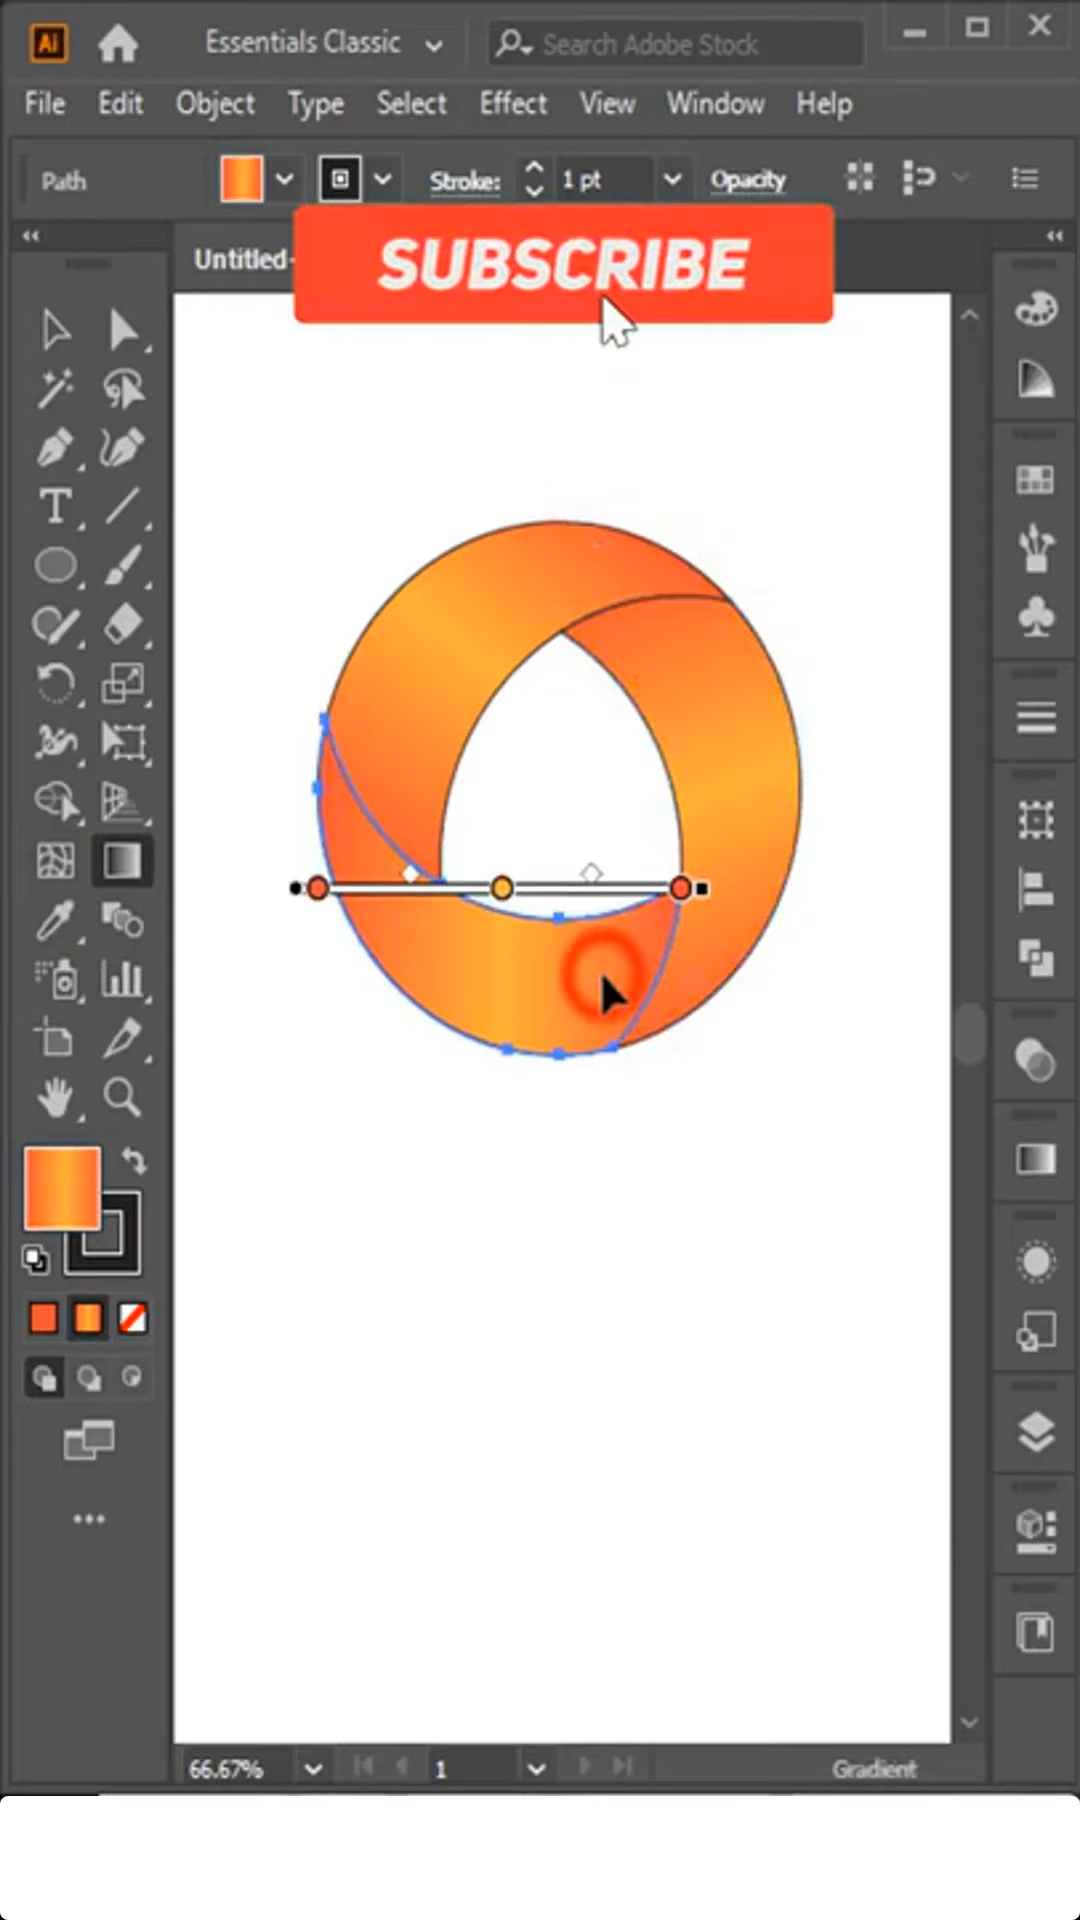 Ai
Essentials Classic
Search Adobe Stock
File Edit Object Type Select Effect View Window Help
Path
Stroke: 1 pt Opacity
Untitled-
SUBSCRIBE
66.67% 1 Gradient